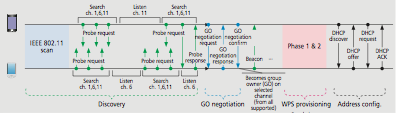 Search
ch. 1,6,11
Listen
ch. 11
Search
ch.1,6,11
GO
negotiation
request
GO
negotiation
confirm
DHCP
discover
DHCP
request
IEEE 802.11
scan
Probe request
Probe request
Phase 1 & 2
Probe request
Probe request
Probe
response
GO
negotiation
response
Beacon
DHCP
offer
DHCP
ACK
Search
ch. 1,6,11
Listen
ch. 6
Search
ch. 1,6,11
Listen
ch. 6
Becomes group
owner (GO) on
selected
channel
(from all
supported)
Discovery
GO negotiation
WPS provisioning
Address config.